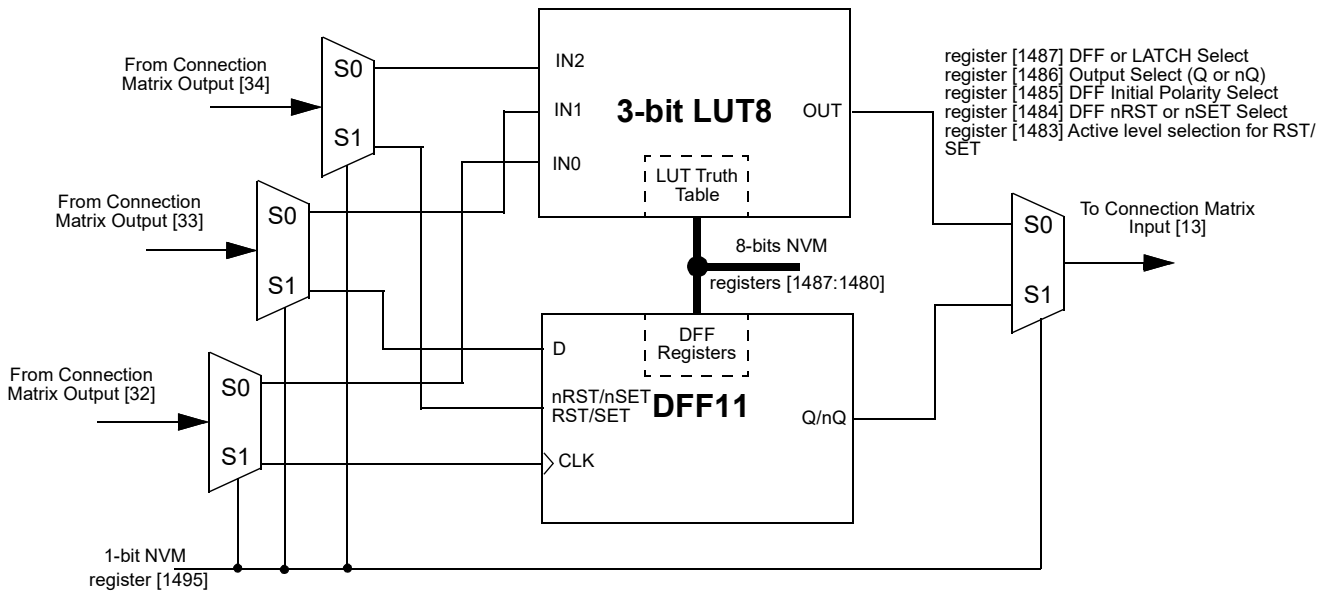 From Connection
Matrix Output [34]
S0
S1
IN2
IN1
IN0
3-bit LUT8
OUT
LUT Truth
Table
register [1487] DFF or LATCH Select
register [1486] Output Select (Q or nQ)
register [1485] DFF Initial Polarity Select
register [1484] DFF nRST or nSET Select
register [1483] Active level selection for RST/
SET
From Connection
Matrix Output [33]
S0
S1
8-bits NVM
registers [1487:1480]
S0
S1
To Connection Matrix
Input [13]
From Connection
Matrix Output [32]
S0
S1
DFF
Registers
D
nRST/nSET
RST/SET
DFF11
Q/nQ
CLK
1-bit NVM
register [1495]